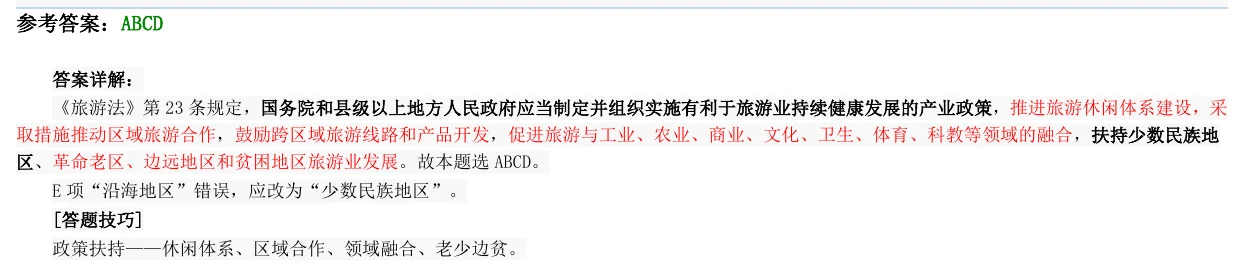 参考答案：ABCD
答案详解：
《旅游法》第 23 条规定，国务院和县级以上地方人民政府应当制定并组织实施有利于旅游业持续健康发展的产业政策，推进旅游休闲体系建设，采
取措施推动区域旅游合作，鼓励跨区域旅游线路和产品开发，促进旅游与工业、农业、商业、文化、卫生、体育、科教等领域的融合，扶持少数民族地
区、革命老区、边远地区和贫困地区旅游业发展。故本题选 ABCD。
E 项“沿海地区”错误，应改为“少数民族地区”。
[答题技巧]
政策扶持——休闲体系、区域合作、领域融合、老少边贫。